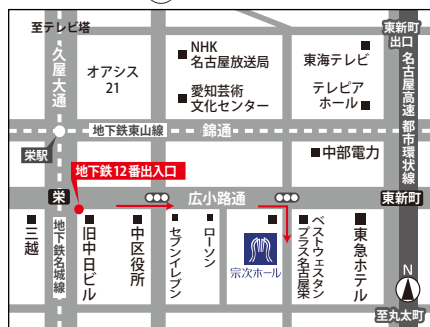 至テレビ塔
久屋大通
オアシス
21
NHK
名古屋放送局
愛知芸術
文化センター
東海テレビ
テレピア
ホール
東新町
出口
名古屋高速 都市環状線
地下鉄東山線
錦通
栄駅
中部電力
地下鉄12番出入口
栄
広小路通
東新町
三越
地下鉄名城線
旧中日ビル
中区役所
セブンイレブン
ローソン
宗次ホール
ベストウェスタン
プラス名古屋栄
東急ホテル
N
至丸太町